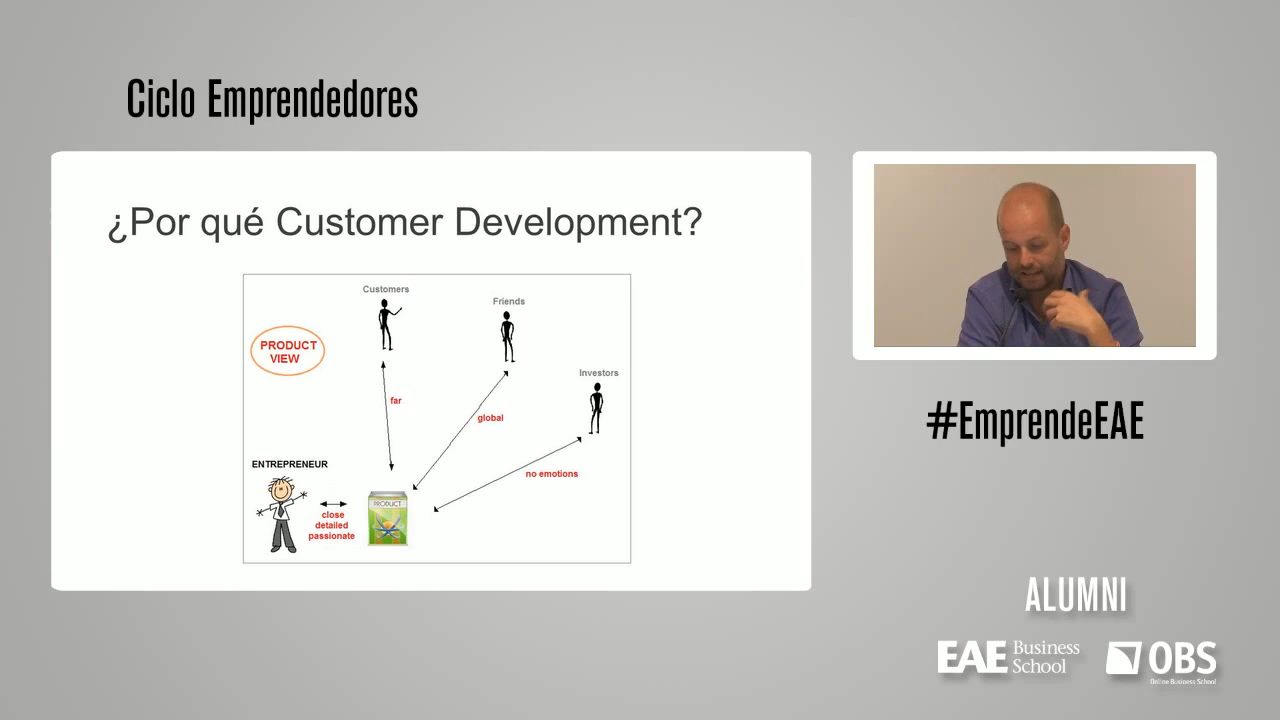 Ciclo Emprendedores
¿Por qué Customer Development?
Customers
Friends
PRODUCT
VIEW
Investors
far
global
ENTREPRENEUR
no emotions
PRODUCT
close
detailed
passionate
#EmprendeEAE
ALUMNI
EAE Business
School
OBS
Online Business School